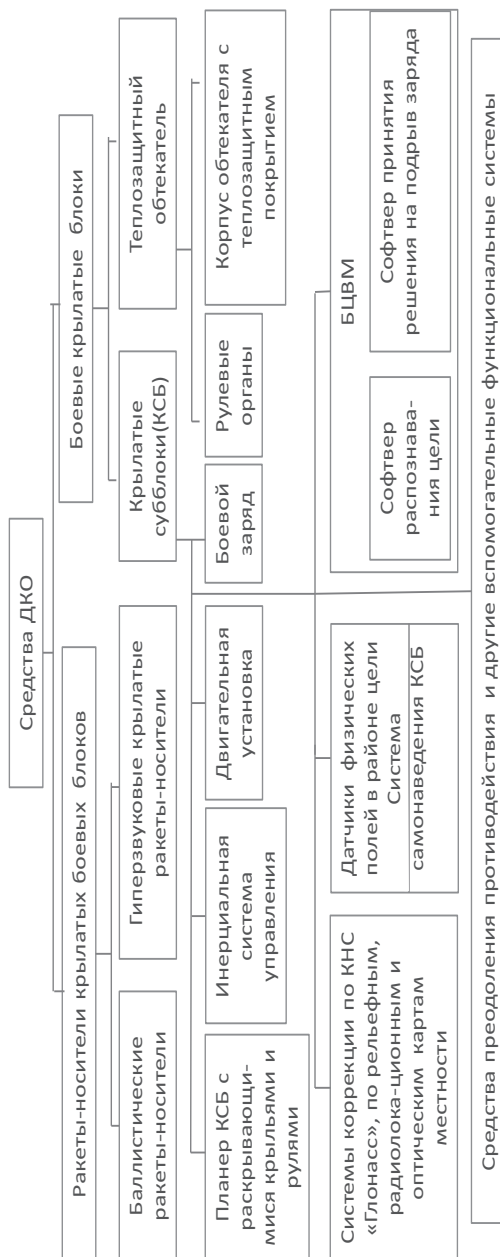 Средства ДКО
Ракеты-носители крылатых боевых блоков
Боевые крылатые блоки
Баллистические
ракеты-носители
Гиперзвуковые крылатые
ракеты-носители
Крылатые
субблоки(КСБ)
Теплозащитный
обтекатель
Планер КСБ с
раскрывающи-
мися крыльями и
рулями
Инерциальная
система
управления
Двигательная
установка
Боевой
заряд
Рулевые
органы
Корпус обтекателя с
теплозащитным
покрытием
Системы коррекции по КНС
«Глонасс», по рельефным,
радиолока-ционным и
оптическим картам
местности
Датчики физических
полей в районе цели
Система
самонаведения КСБ
БЦВМ
Софтвер
распознава-
ния цели
Софтвер принятия
решения на подрыв заряда
Средства преодоления противодействия и другие вспомогательные функциональные системы